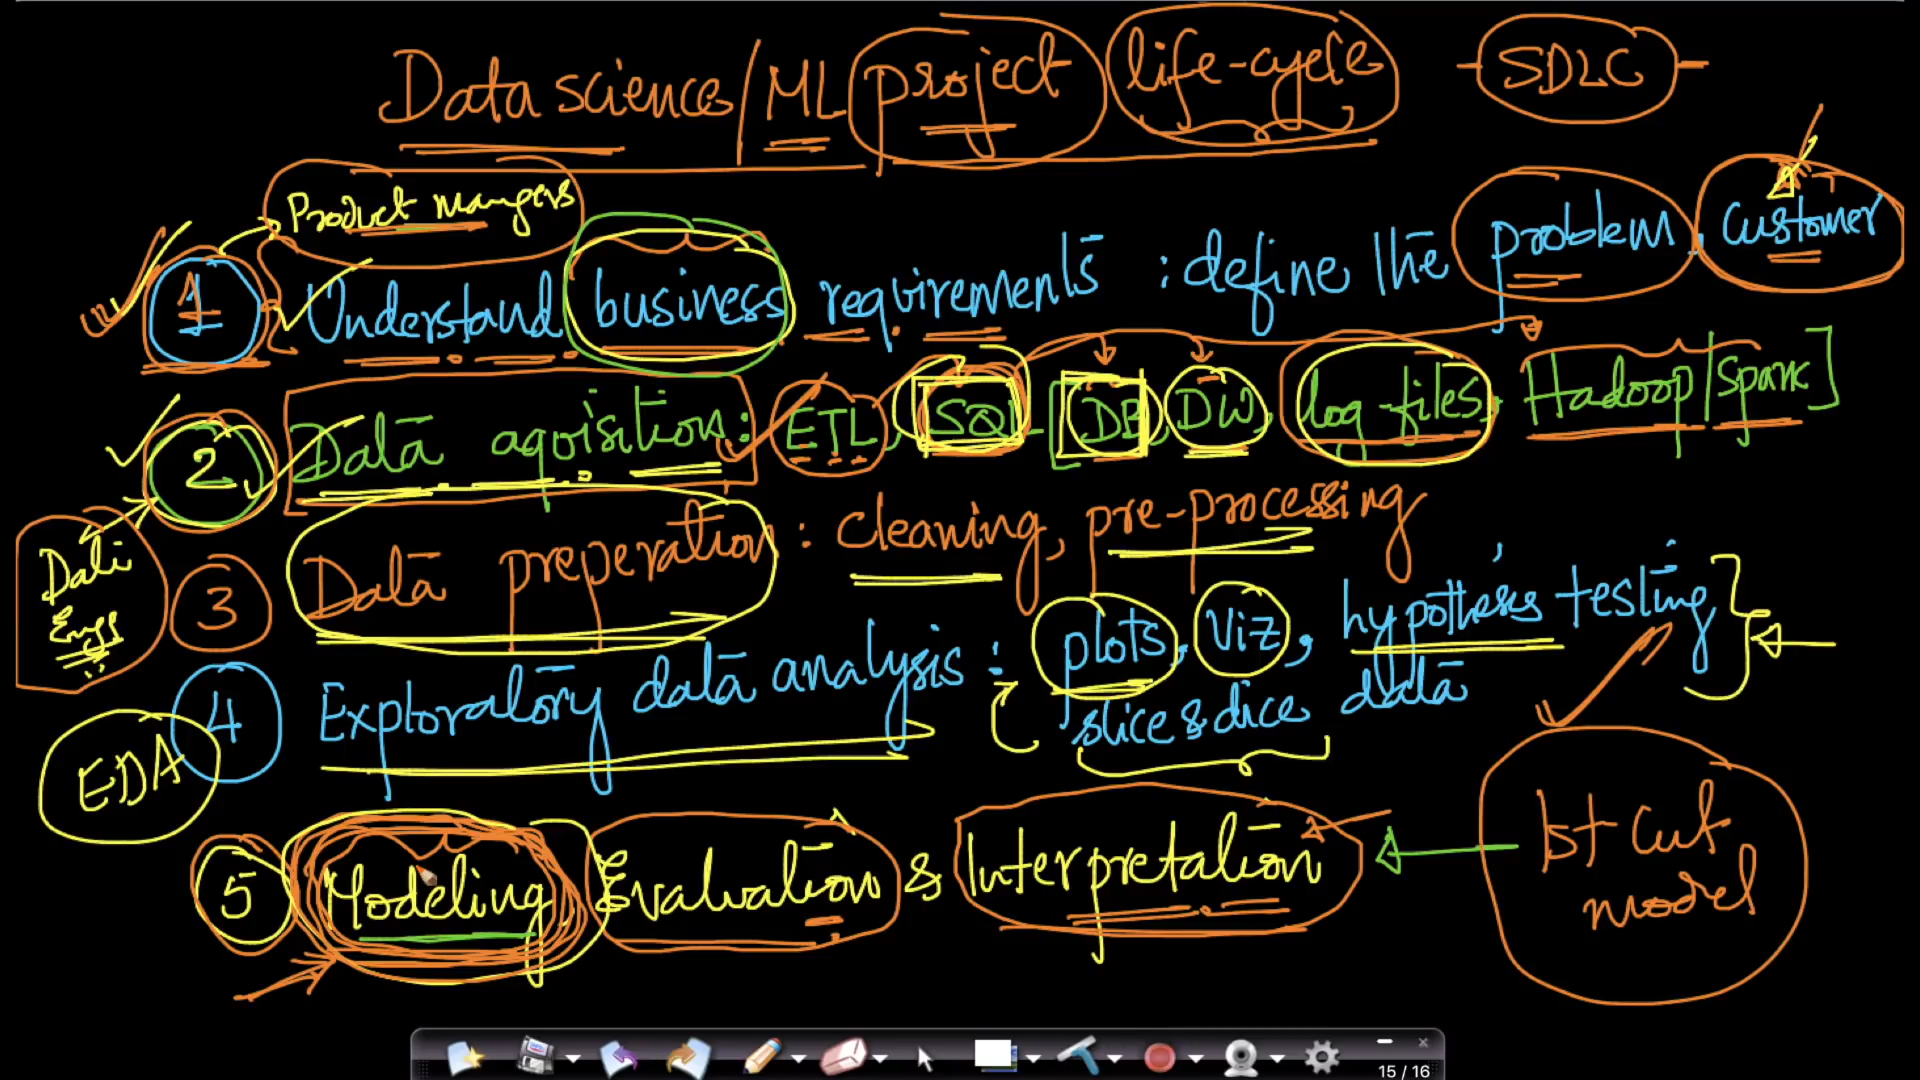 Data science/ML project life-cycle - SDLC -
Product mangers
1 Understand business requirements : define the problem, customer
2 Data aqoisition: ETL, SQL [DB, DW, log-files, Hadoop/Spark]
Data
Engg
3 Data preperation : cleaning, pre-processing
4 Exploratory data analysis : plots, Viz, hypothesis testing
slice & dice data
EDA
5 Modeling, Evaluation & Interpretation
1st cut
model
15 / 16